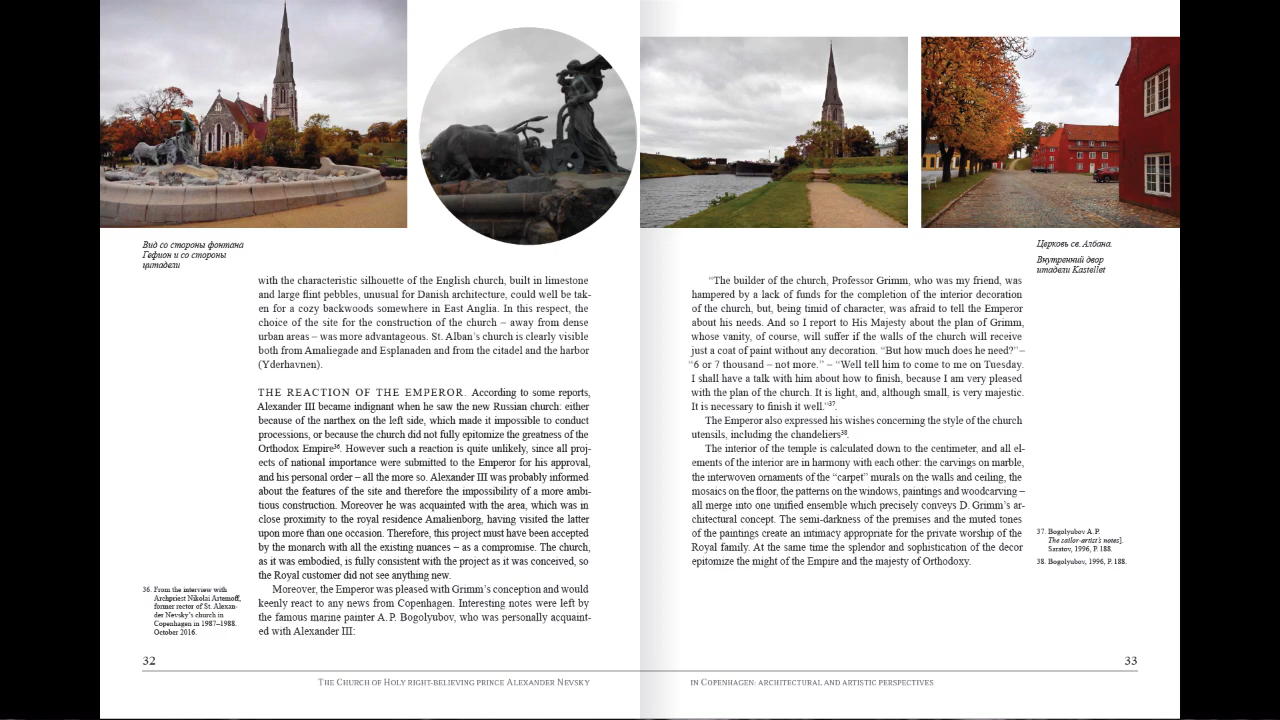 Вид со стороны фонтана
Гефион и со стороны
цитадели
with the characteristic silhouette of the English church, built in limestone
and large flint pebbles, unusual for Danish architecture, could well be tak-
en for a cozy backwoods somewhere in East Anglia. In this respect, the
choice of the site for the construction of the church – away from dense
urban areas – was more advantageous. St. Alban’s church is clearly visible
both from Amaliegade and Esplanaden and from the citadel and the harbor
(Yderhavnen).
THE REACTION OF THE EMPEROR. According to some reports,
Alexander III became indignant when he saw the new Russian church: either
because of the narthex on the left side, which made it impossible to conduct
processions, or because the church did not fully epitomize the greatness of the
Orthodox Empire³⁶. However such a reaction is quite unlikely, since all proj-
ects of national importance were submitted to the Emperor for his approval,
and his personal order – all the more so. Alexander III was probably informed
about the features of the site and therefore the impossibility of a more ambi-
tious construction. Moreover he was acquainted with the area, which was in
close proximity to the royal residence Amalienborg, having visited the latter
upon more than one occasion. Therefore, this project must have been accepted
by the monarch with all the existing nuances – as a compromise. The church,
as it was embodied, is fully consistent with the project as it was conceived, so
the Royal customer did not see anything new.
Moreover, the Emperor was pleased with Grimm’s conception and would
keenly react to any news from Copenhagen. Interesting notes were left by
the famous marine painter A. P. Bogolyubov, who was personally acquaint-
ed with Alexander III:
36. From the interview with
Archpriest Nikolai Artemoff,
former rector of St. Alexan-
der Nevsky’s church in
Copenhagen in 1987–1988.
October 2016.
32
THE CHURCH OF HOLY RIGHT-BELIEVING PRINCE ALEXANDER NEVSKY
Церковь св. Албана.
Внутренний двор
цитадели Kastellet
“The builder of the church, Professor Grimm, who was my friend, was
hampered by a lack of funds for the completion of the interior decoration
of the church, but, being timid of character, was afraid to tell the Emperor
about his needs. And so I report to His Majesty about the plan of Grimm,
whose vanity, of course, will suffer if the walls of the church will receive
just a coat of paint without any decoration. “But how much does he need?” –
“6 or 7 thousand – not more.” – “Well tell him to come to me on Tuesday.
I shall have a talk with him about how to finish, because I am very pleased
with the plan of the church. It is light, and, although small, is very majestic.
It is necessary to finish it well.”³⁷.
The Emperor also expressed his wishes concerning the style of the church
utensils, including the chandeliers³⁸.
The interior of the temple is calculated down to the centimeter, and all el-
ements of the interior are in harmony with each other: the carvings on marble,
the interwoven ornaments of the “carpet” murals on the walls and ceiling, the
mosaics on the floor, the patterns on the windows, paintings and woodcarving –
all merge into one unified ensemble which precisely conveys D. Grimm’s ar-
chitectural concept. The semi-darkness of the premises and the muted tones
of the paintings create an intimacy appropriate for the private worship of the
Royal family. At the same time the splendor and sophistication of the decor
epitomize the might of the Empire and the majesty of Orthodoxy.
37. Bogolyubov A. P.
The sailor-artist’s notes].
Saratov, 1996, P. 188.
38. Bogolyubov, 1996, P. 188.
33
IN COPENHAGEN: ARCHITECTURAL AND ARTISTIC PERSPECTIVES